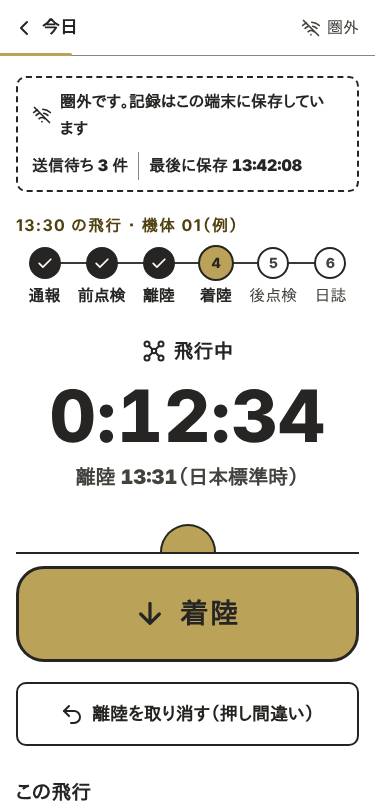 今日
圏外
圏外です。記録はこの端末に保存してい
ます
送信待ち 3 件
最後に保存 13:42:08
13:30 の飛行・機体 01(例)
4 5 6
通報 前点検 離陸 着陸 後点検 日誌
飛行中
0:12:34
離陸 13:31(日本標準時)
着陸
離陸を取り消す(押し間違い)
この飛行